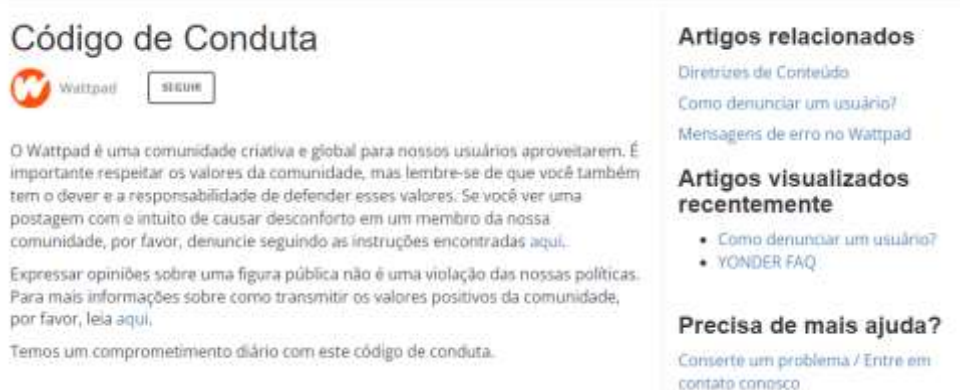 Código de Conduta
Wattpad
SEGUIR
O Wattpad é uma comunidade criativa e global para nossos usuários aproveitarem. É
importante respeitar os valores da comunidade, mas lembre-se de que você também
tem o dever e a responsabilidade de defender esses valores. Se você ver uma
postagem com o intuito de causar desconforto em um membro da nossa
comunidade, por favor, denuncie seguindo as instruções encontradas aqui.
Expressar opiniões sobre uma figura pública não é uma violação das nossas políticas.
Para mais informações sobre como transmitir os valores positivos da comunidade,
por favor, leia aqui.
Temos um comprometimento diário com este código de conduta.
Artigos relacionados
Diretrizes de Conteúdo
Como denunciar um usuário?
Mensagens de erro no Wattpad
Artigos visualizados
recentemente
• Como denunciar um usuário?
• YONDER FAQ
Precisa de mais ajuda?
Conserte um problema / Entre em
contato conosco